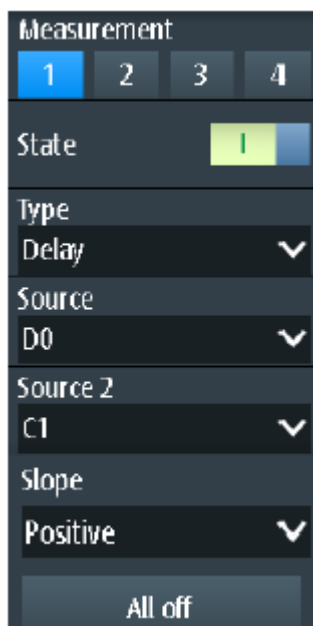 Measurement
1 2 3 4
State I
Type
Delay
Source
D0
Source 2
C1
Slope
Positive
All off